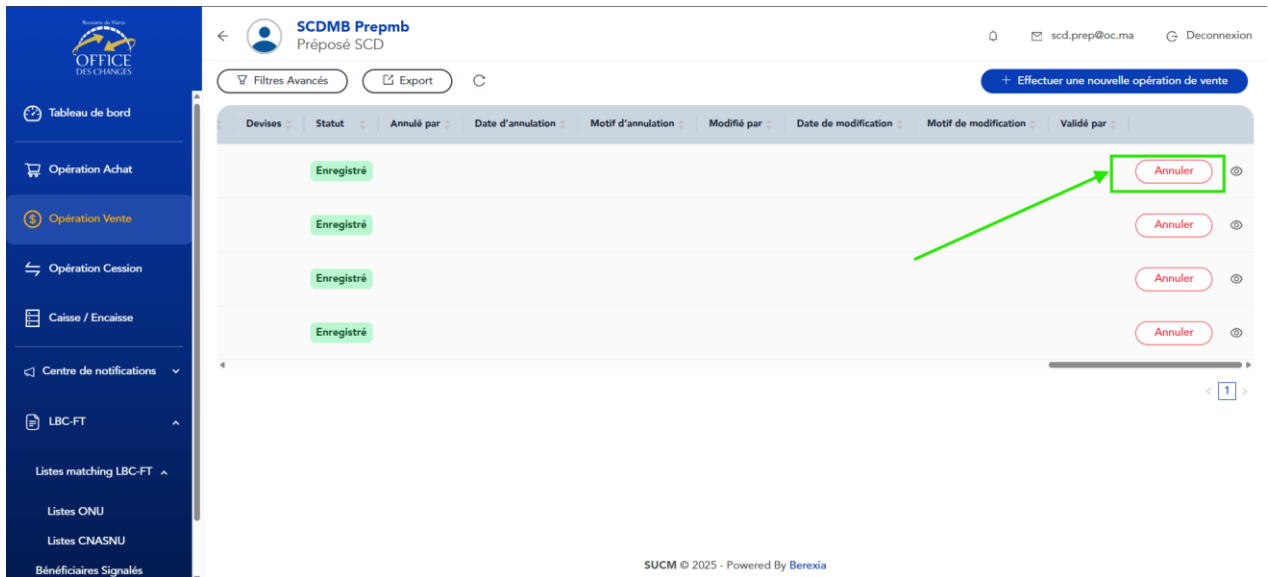 Royaume du Maroc
OFFICE
DES CHANGES
Tableau de bord
Opération Achat
Opération Vente
Opération Cession
Caisse / Encaisse
Centre de notifications
LBC-FT
Listes matching LBC-FT
Listes ONU
Listes CNASNU
Bénéficiaires Signalés
SCDMB Prepmb
Préposé SCD
scd.prep@oc.ma
Deconnexion
Filtres Avancés
Export
+ Effectuer une nouvelle opération de vente
Devises Statut Annulé par Date d'annulation Motif d'annulation Modifié par Date de modification Motif de modification Validé par
Enregistré Annuler
Enregistré Annuler
Enregistré Annuler
Enregistré Annuler
< 1 >
SUCM © 2025 - Powered By Berexia